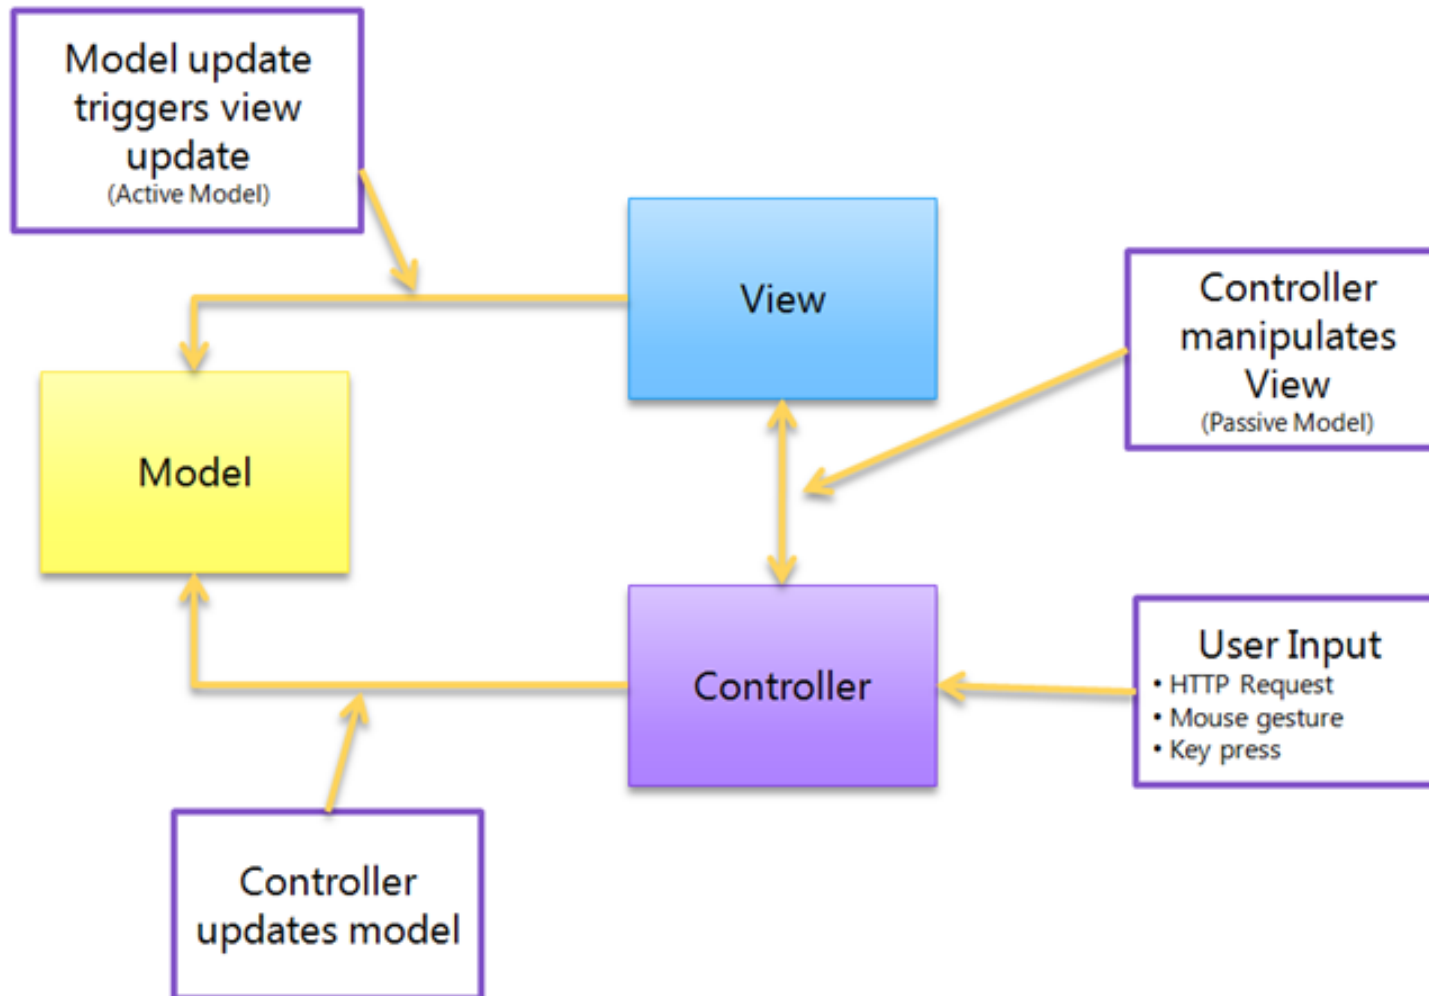 Model update
triggers view
update
(Active Model)
View
Controller
manipulates
View
(Passive Model)
Model
Controller
User Input
• HTTP Request
• Mouse gesture
• Key press
Controller
updates model